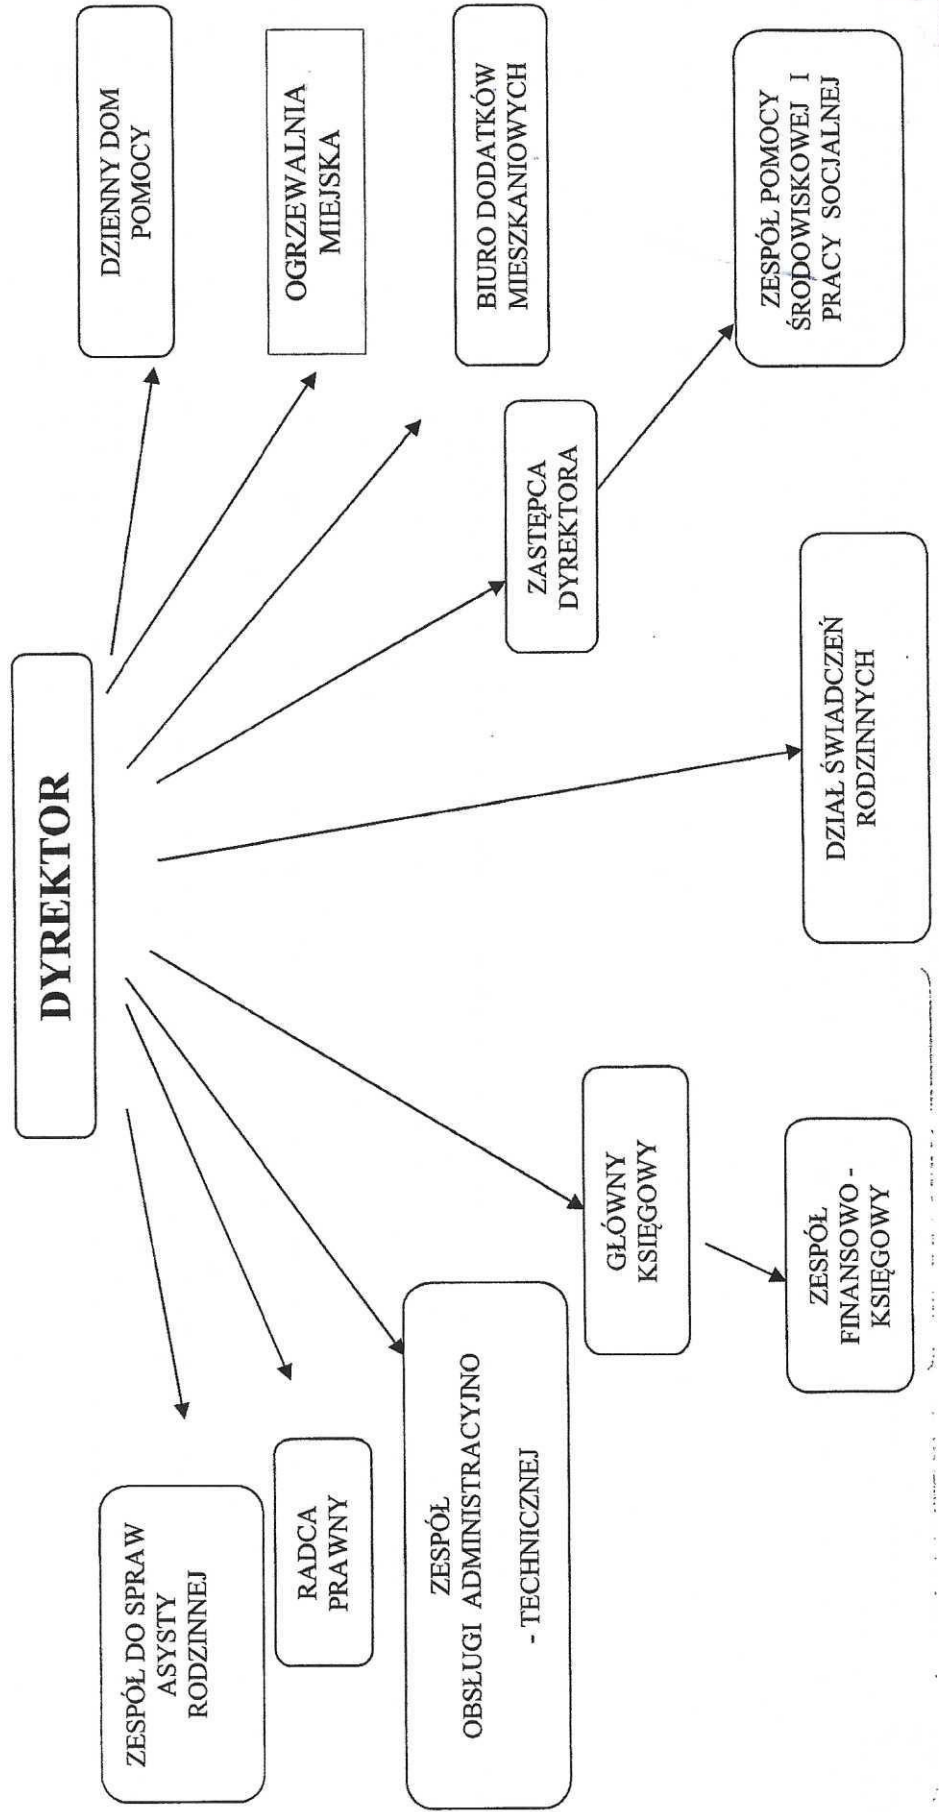 DYREKTOR
ZESPÓŁ DO SPRAW
ASYSTY
RODZINNEJ
RADCA
PRAWNY
ZESPÓŁ
OBSŁUGI ADMINISTRACYJNO
- TECHNICZNEJ
GŁÓWNY
KSIĘGOWY
ZESPÓŁ
FINANSOWO -
KSIĘGOWY
DZIAŁ ŚWIADCZEŃ
RODZINNYCH
ZASTĘPCA
DYREKTORA
ZESPÓŁ POMOCY
ŚRODOWISKOWEJ I
PRACY SOCJALNEJ
BIURO DODATKÓW
MIESZKANIOWYCH
OGRZEWALNIA
MIEJSKA
DZIENNY DOM
POMOCY